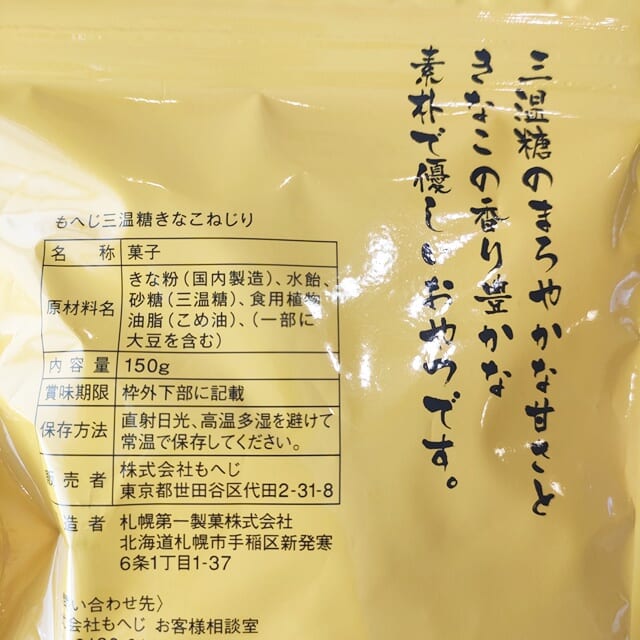 三温糖のまろやかな甘さと
きなこの香り豊かな
素朴で優しいおやつです。
もへじ三温糖きなこねじり
名 称 菓子
原材料名 きな粉(国内製造)、水飴、
砂糖(三温糖)、食用植物
油脂(こめ油)、(一部に
大豆を含む)
内容量 150g
賞味期限 枠外下部に記載
保存方法 直射日光、高温多湿を避けて
常温で保存してください。
販売者 株式会社もへじ
東京都世田谷区代田2-31-8
造者 札幌第一製菓株式会社
北海道札幌市手稲区新発寒
6条1丁目1-37
い合わせ先〉
会社もへじ お客様相談室